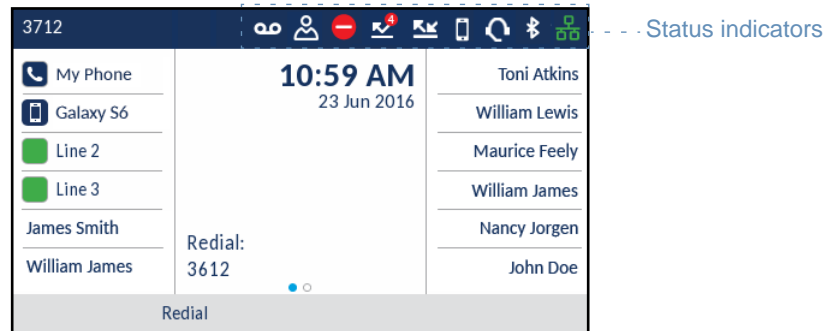 3712
4
Status indicators
My Phone
Galaxy S6
Line 2
Line 3
James Smith
William James
10:59 AM
23 Jun 2016
Redial:
3612
Toni Atkins
William Lewis
Maurice Feely
William James
Nancy Jorgen
John Doe
Redial